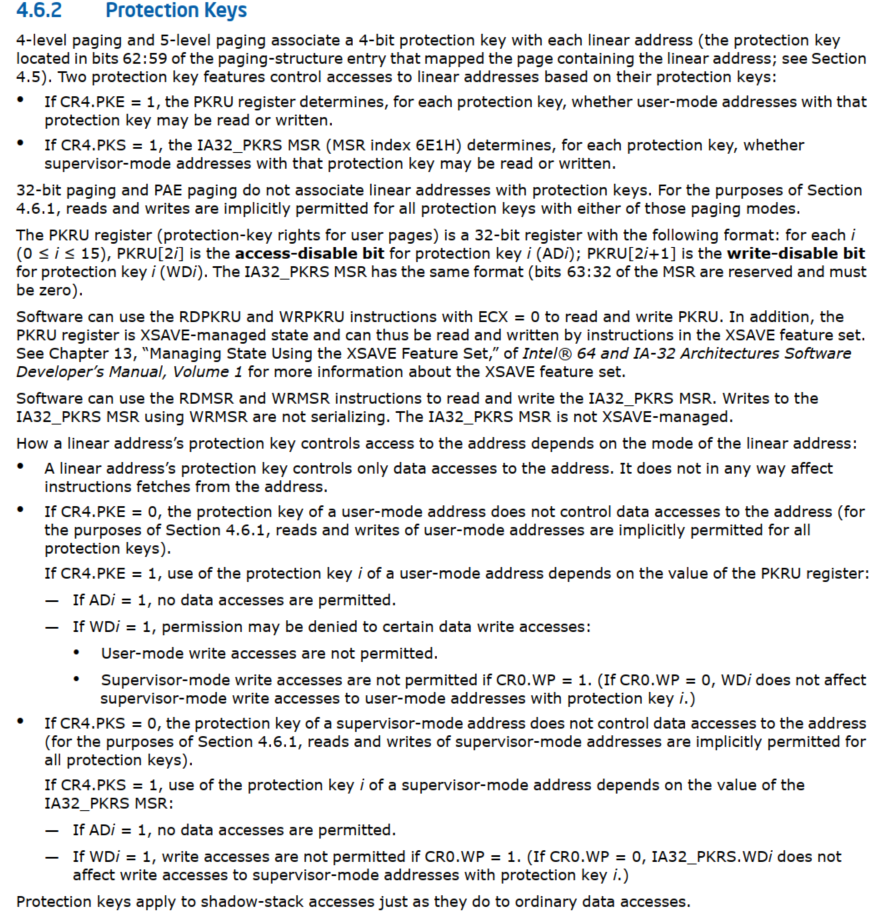 4.6.2 Protection Keys
4-level paging and 5-level paging associate a 4-bit protection key with each linear address (the protection key
located in bits 62:59 of the paging-structure entry that mapped the page containing the linear address; see Section
4.5). Two protection key features control accesses to linear addresses based on their protection keys:
• If CR4.PKE = 1, the PKRU register determines, for each protection key, whether user-mode addresses with that
protection key may be read or written.
• If CR4.PKS = 1, the IA32_PKRS MSR (MSR index 6E1H) determines, for each protection key, whether
supervisor-mode addresses with that protection key may be read or written.
32-bit paging and PAE paging do not associate linear addresses with protection keys. For the purposes of Section
4.6.1, reads and writes are implicitly permitted for all protection keys with either of those paging modes.
The PKRU register (protection-key rights for user pages) is a 32-bit register with the following format: for each i
(0 ≤ i ≤ 15), PKRU[2i] is the access-disable bit for protection key i (ADi); PKRU[2i+1] is the write-disable bit
for protection key i (WDi). The IA32_PKRS MSR has the same format (bits 63:32 of the MSR are reserved and must
be zero).
Software can use the RDPKRU and WRPKRU instructions with ECX = 0 to read and write PKRU. In addition, the
PKRU register is XSAVE-managed state and can thus be read and written by instructions in the XSAVE feature set.
See Chapter 13, “Managing State Using the XSAVE Feature Set,” of Intel® 64 and IA-32 Architectures Software
Developer’s Manual, Volume 1 for more information about the XSAVE feature set.
Software can use the RDMSR and WRMSR instructions to read and write the IA32_PKRS MSR. Writes to the
IA32_PKRS MSR using WRMSR are not serializing. The IA32_PKRS MSR is not XSAVE-managed.
How a linear address’s protection key controls access to the address depends on the mode of the linear address:
• A linear address’s protection key controls only data accesses to the address. It does not in any way affect
instructions fetches from the address.
• If CR4.PKE = 0, the protection key of a user-mode address does not control data accesses to the address (for
the purposes of Section 4.6.1, reads and writes of user-mode addresses are implicitly permitted for all
protection keys).
If CR4.PKE = 1, use of the protection key i of a user-mode address depends on the value of the PKRU register:
— If ADi = 1, no data accesses are permitted.
— If WDi = 1, permission may be denied to certain data write accesses:
• User-mode write accesses are not permitted.
• Supervisor-mode write accesses are not permitted if CR0.WP = 1. (If CR0.WP = 0, WDi does not affect
supervisor-mode write accesses to user-mode addresses with protection key i.)
• If CR4.PKS = 0, the protection key of a supervisor-mode address does not control data accesses to the address
(for the purposes of Section 4.6.1, reads and writes of supervisor-mode addresses are implicitly permitted for
all protection keys).
If CR4.PKS = 1, use of the protection key i of a supervisor-mode address depends on the value of the
IA32_PKRS MSR:
— If ADi = 1, no data accesses are permitted.
— If WDi = 1, write accesses are not permitted if CR0.WP = 1. (If CR0.WP = 0, IA32_PKRS.WDi does not
affect write accesses to supervisor-mode addresses with protection key i.)
Protection keys apply to shadow-stack accesses just as they do to ordinary data accesses.